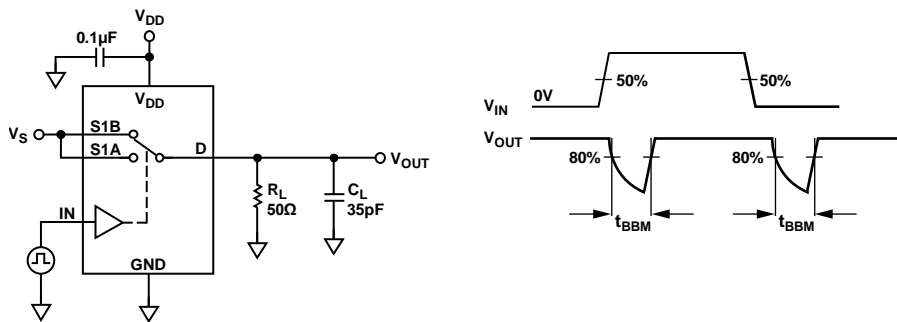 V_DD
0.1µF
V_DD
V_S
S1B
S1A
D
V_OUT
R_L
50Ω
C_L
35pF
IN
GND
V_IN
0V
50%
50%
V_OUT
80%
80%
t_BBM
t_BBM